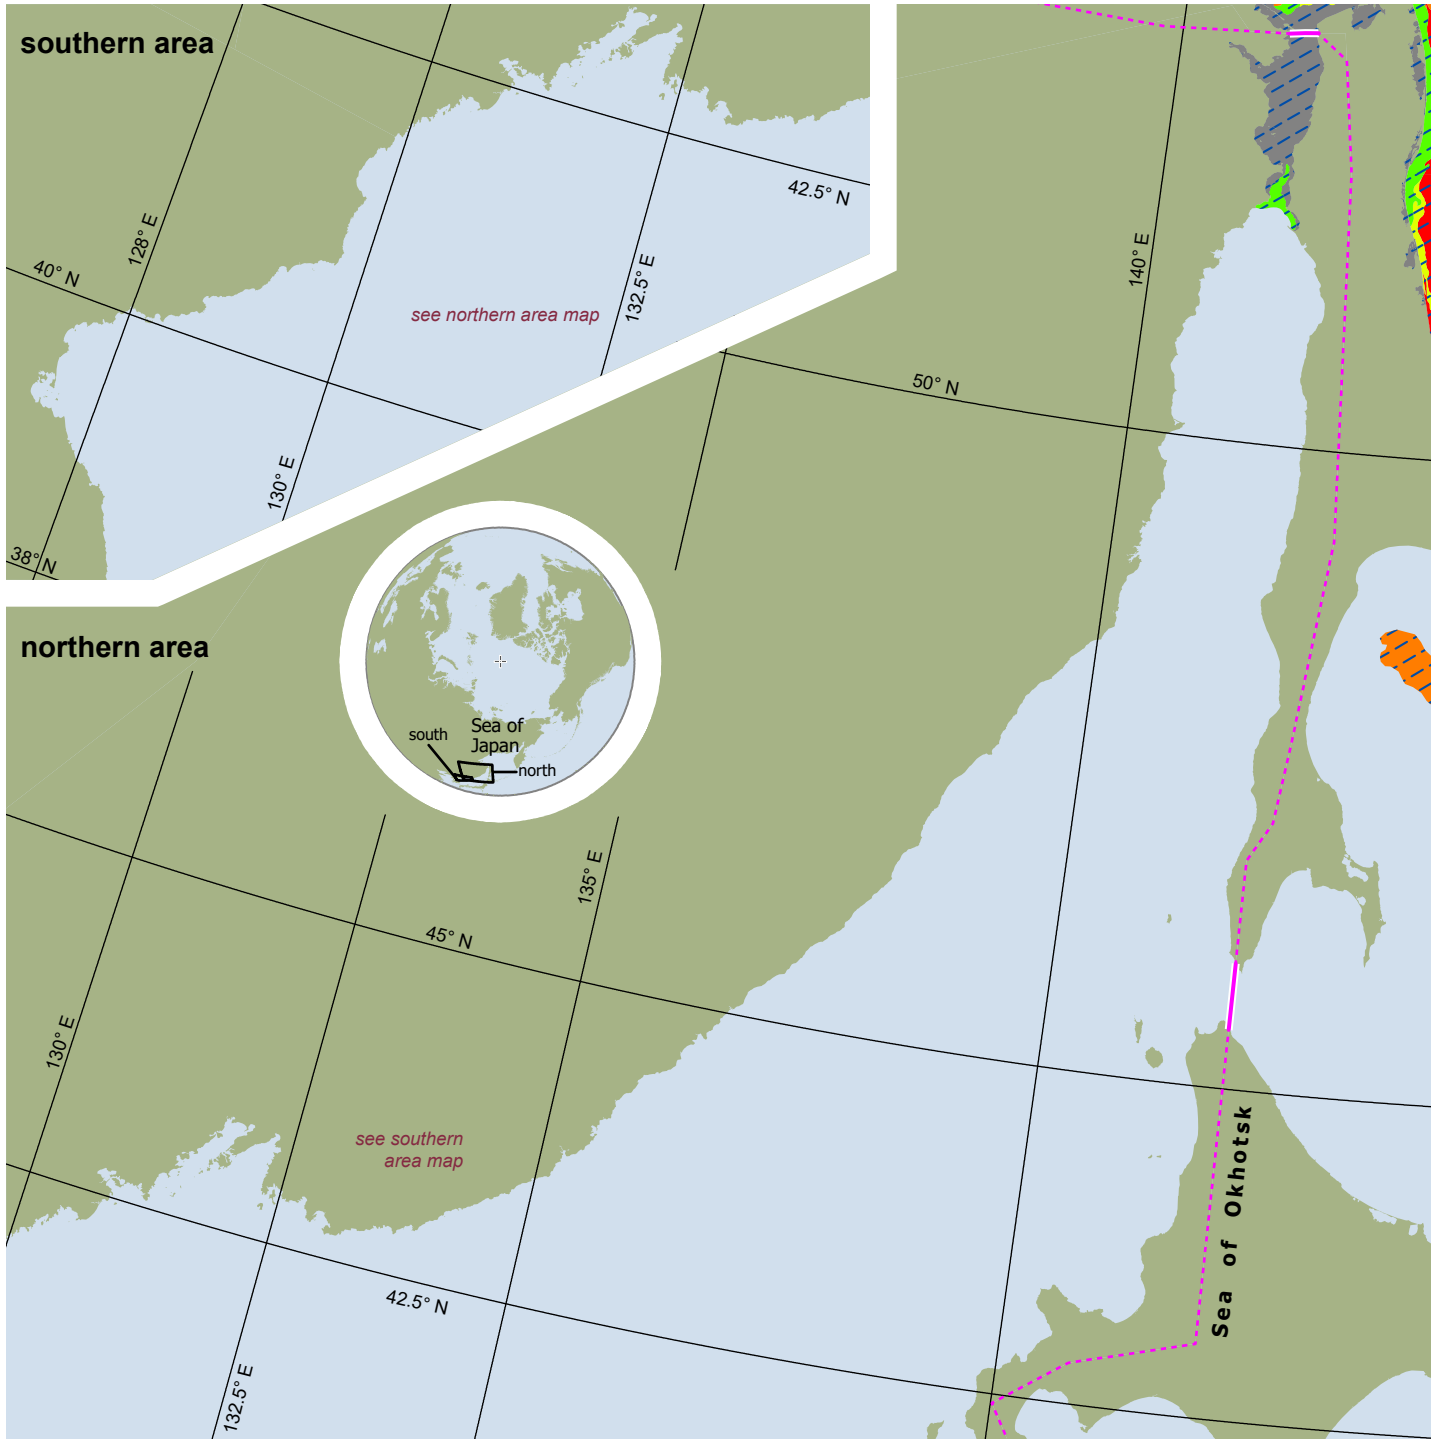 southern area
42.5° N
128° E
40° N
132.5° E
140° E
see northern area map
50° N
130° E
38° N
northern area
Sea of
Japan
south
north
135° E
45° N
130° E
see southern
area map
Sea of Okhotsk
42.5° N
132.5° E